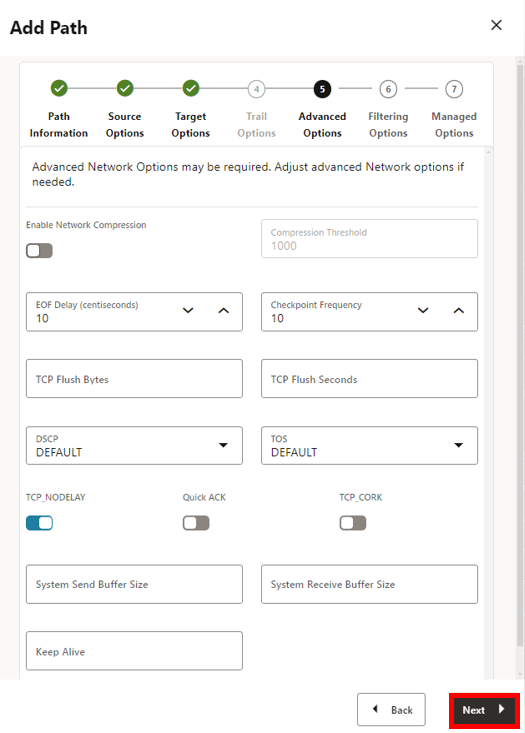 Add Path
4
5
6
7
Path
Information
Source
Options
Target
Options
Trail
Options
Advanced
Options
Filtering
Options
Managed
Options
Advanced Network Options may be required. Adjust advanced Network options if
needed.
Enable Network Compression
Compression Threshold
1000
EOF Delay (centiseconds)
10
Checkpoint Frequency
10
TCP Flush Bytes
TCP Flush Seconds
DSCP
DEFAULT
TOS
DEFAULT
TCP_NODELAY
Quick ACK
TCP_CORK
System Send Buffer Size
System Receive Buffer Size
Keep Alive
Back
Next